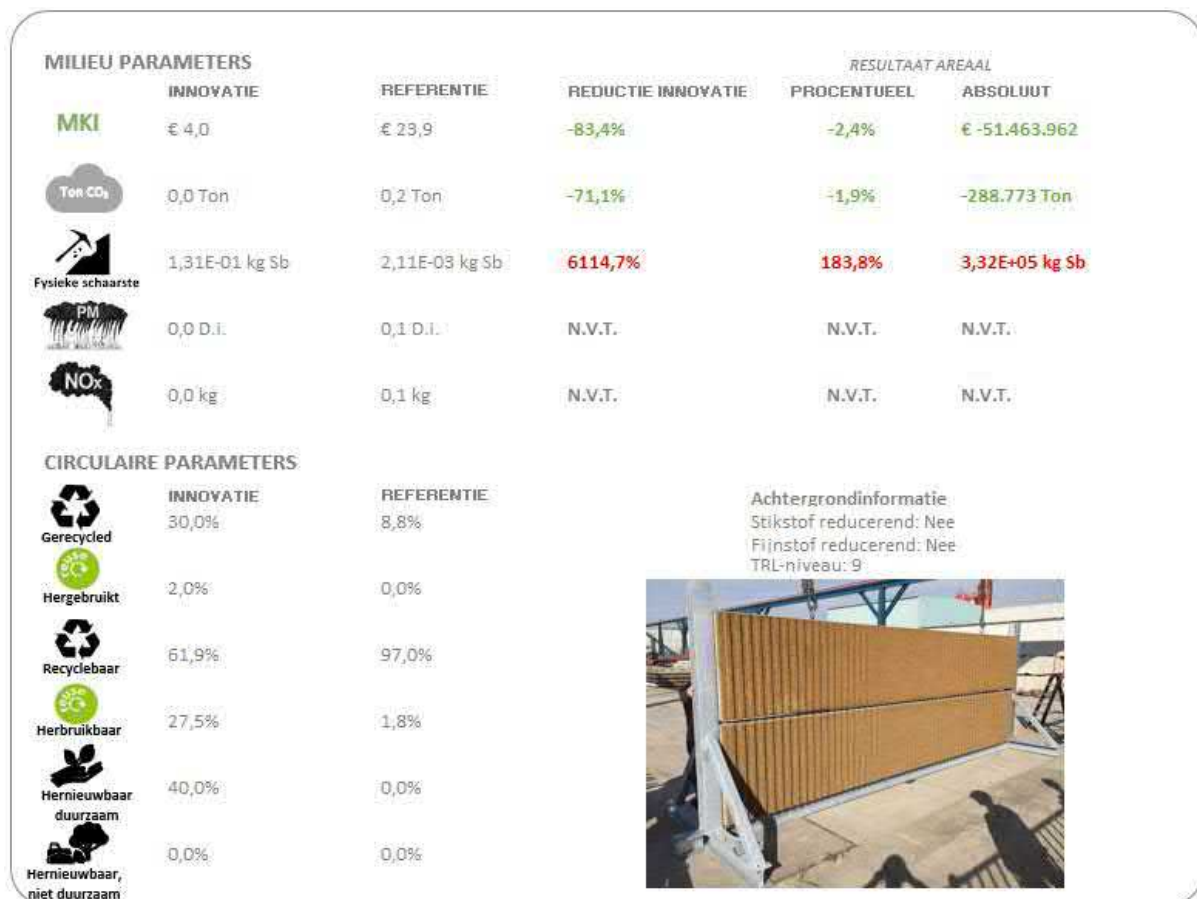 MILIEU PARAMETERS
RESULTAAT AREAAL
INNOVATIE REFERENTIE REDUCTIE INNOVATIE PROCENTUEEL ABSOLUUT
MKI € 4,0 € 23,9 -83,4% -2,4% € -51.463.962
Ton CO₂ 0,0 Ton 0,2 Ton -71,1% -1,9% -288.773 Ton
1,31E-01 kg Sb 2,11E-03 kg Sb 6114,7% 183,8% 3,32E+05 kg Sb
Fysieke schaarste
PM 0,0 D.i. 0,1 D.i. N.V.T. N.V.T. N.V.T.
NOx 0,0 kg 0,1 kg N.V.T. N.V.T. N.V.T.
CIRCULAIRE PARAMETERS
INNOVATIE REFERENTIE
30,0% 8,8%
Gerecycled
reuse
2,0% 0,0%
Hergebruikt
61,9% 97,0%
Recyclebaar
reuse
27,5% 1,8%
Herbruikbaar
40,0% 0,0%
Hernieuwbaar
duurzaam
0,0% 0,0%
Hernieuwbaar,
niet duurzaam
Achtergrondinformatie
Stikstof reducerend: Nee
Fijnstof reducerend: Nee
TRL-niveau: 9